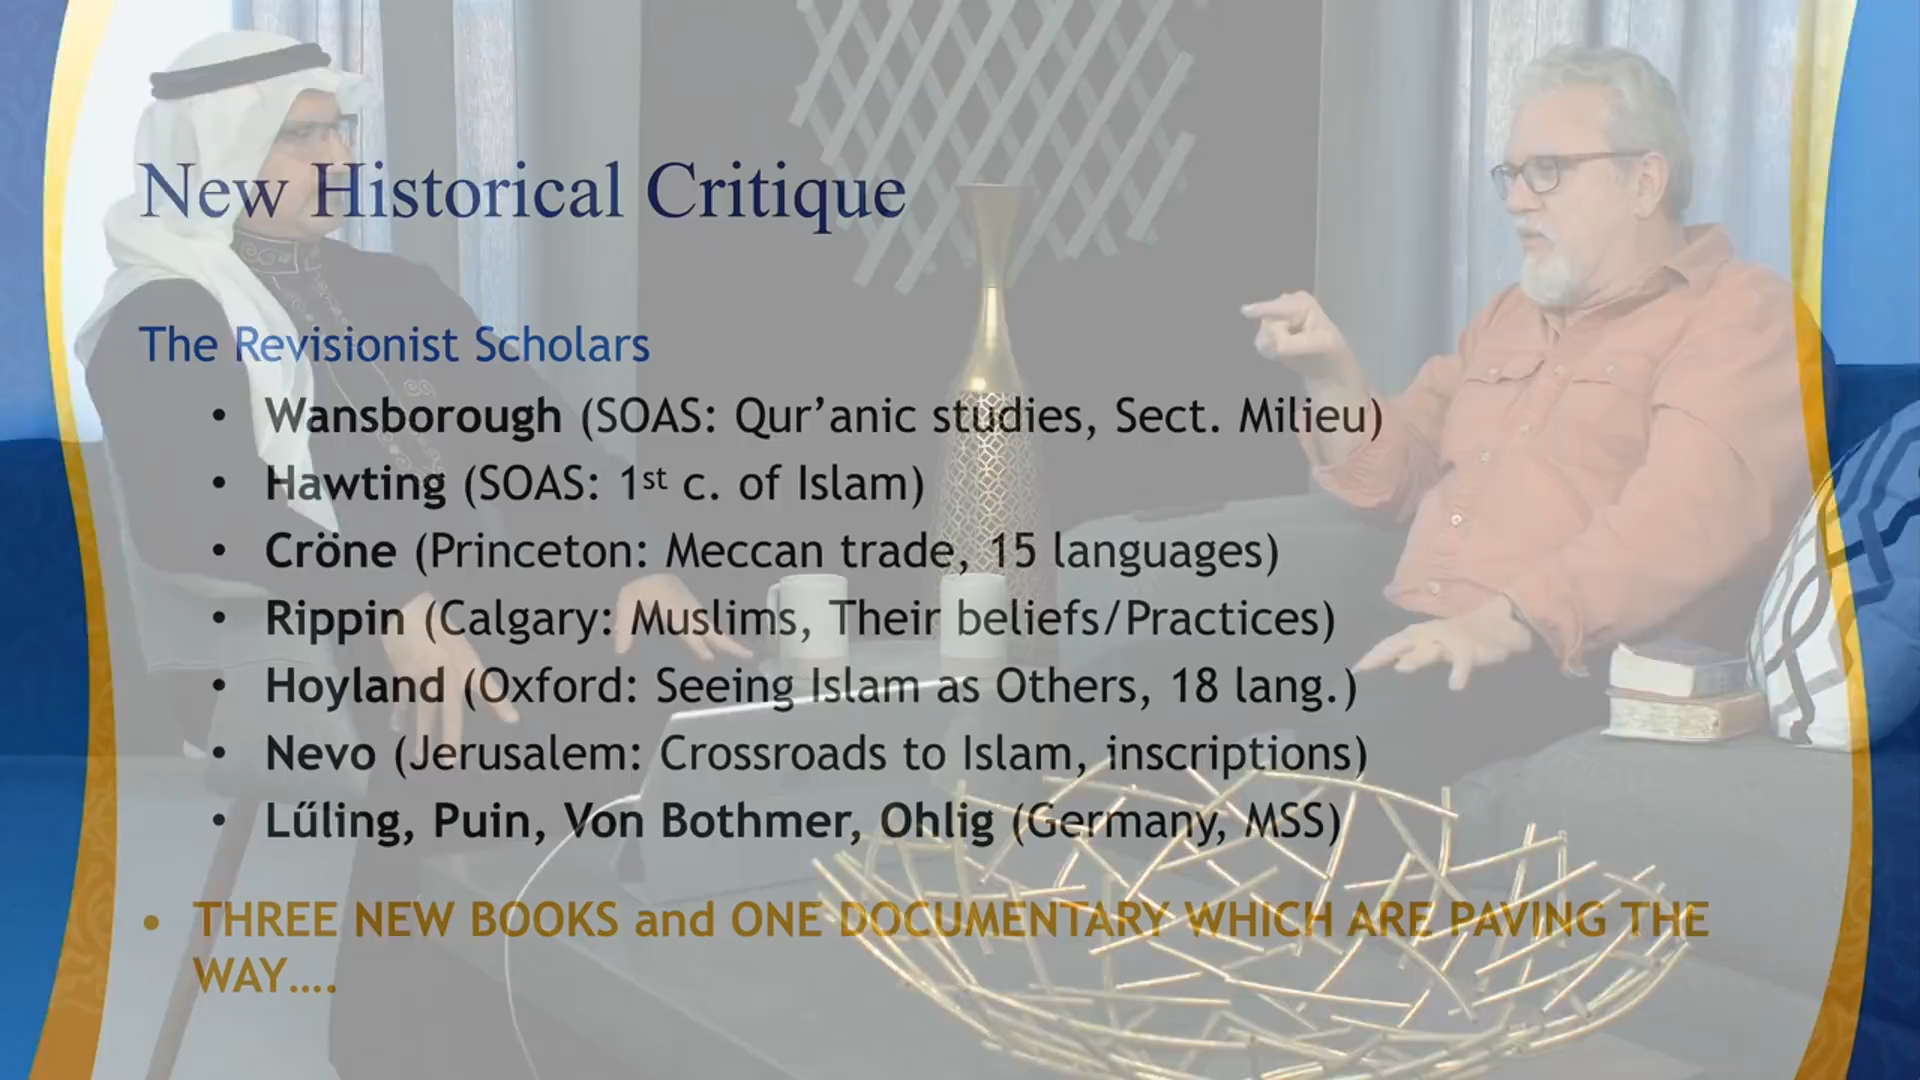 New Historical Critique
The Revisionist Scholars
• Wansborough (SOAS: Qur’anic studies, Sect. Milieu)
• Hawting (SOAS: 1st c. of Islam)
• Cröne (Princeton: Meccan trade, 15 languages)
• Rippin (Calgary: Muslims, Their beliefs/Practices)
• Hoyland (Oxford: Seeing Islam as Others, 18 lang.)
• Nevo (Jerusalem: Crossroads to Islam, inscriptions)
• Lűling, Puin, Von Bothmer, Ohlig (Germany, MSS)
• THREE NEW BOOKS and ONE DOCUMENTARY WHICH ARE PAVING THE
WAY….